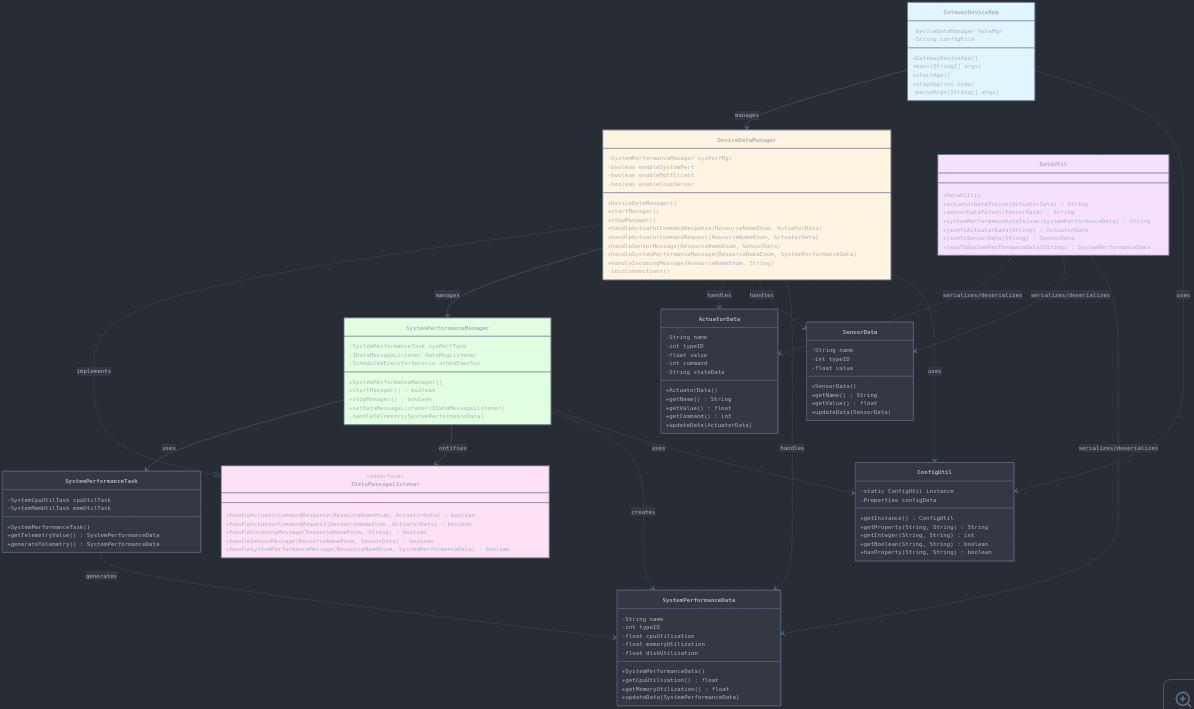 GatewayDeviceApp
-DeviceDataManager dataMgr
-String configFile
+GatewayDeviceApp()
+main(String[] args)
+startApp()
+stopApp(int code)
-parseArgs(String[] args)
manages
DeviceDataManager
-SystemPerformanceManager sysPerfMgr
-boolean enableSystemPerf
-boolean enableMqttClient
-boolean enableCoapServer
+DeviceDataManager()
+startManager()
+stopManager()
+handleActuatorCommandResponse(ResourceNameEnum, ActuatorData)
+handleActuatorCommandRequest(ResourceNameEnum, ActuatorData)
+handleSensorMessage(ResourceNameEnum, SensorData)
+handleSystemPerformanceMessage(ResourceNameEnum, SystemPerformanceData)
+handleIncomingMessage(ResourceNameEnum, String)
-initConnections()
DataUtil
+DataUtil()
+actuatorDataToJson(ActuatorData) : String
+sensorDataToJson(SensorData) : String
+systemPerformanceDataToJson(SystemPerformanceData) : String
+jsonToActuatorData(String) : ActuatorData
+jsonToSensorData(String) : SensorData
+jsonToSystemPerformanceData(String) : SystemPerformanceData
manages
handles
handles
serializes/deserializes
serializes/deserializes
uses
SystemPerformanceManager
-SystemPerformanceTask sysPerfTask
-IDataMessageListener dataMsgListener
-ScheduledExecutorService schedExecSvc
+SystemPerformanceManager()
+startManager() : boolean
+stopManager() : boolean
+setDataMessageListener(IDataMessageListener)
-handleTelemetry(SystemPerformanceData)
ActuatorData
-String name
-int typeID
-float value
-int command
-String stateData
+ActuatorData()
+getName() : String
+getValue() : float
+getCommand() : int
+updateData(ActuatorData)
SensorData
-String name
-int typeID
-float value
+SensorData()
+getName() : String
+getValue() : float
+updateData(SensorData)
implements
uses
uses
notifies
uses
handles
serializes/deserializes
SystemPerformanceTask
-SystemCpuUtilTask cpuUtilTask
-SystemMemUtilTask memUtilTask
+SystemPerformanceTask()
+getTelemetryValue() : SystemPerformanceData
+generateTelemetry() : SystemPerformanceData
«interface»
IDataMessageListener
+handleActuatorCommandResponse(ResourceNameEnum, ActuatorData) : boolean
+handleActuatorCommandRequest(ResourceNameEnum, ActuatorData) : boolean
+handleIncomingMessage(ResourceNameEnum, String) : boolean
+handleSensorMessage(ResourceNameEnum, SensorData) : boolean
+handleSystemPerformanceMessage(ResourceNameEnum, SystemPerformanceData) : boolean
creates
ConfigUtil
-static ConfigUtil instance
-Properties configData
+getInstance() : ConfigUtil
+getProperty(String, String) : String
+getInteger(String, String) : int
+getBoolean(String, String) : boolean
+hasProperty(String, String) : boolean
generates
SystemPerformanceData
-String name
-int typeID
-float cpuUtilization
-float memoryUtilization
-float diskUtilization
+SystemPerformanceData()
+getCpuUtilization() : float
+getMemoryUtilization() : float
+updateData(SystemPerformanceData)